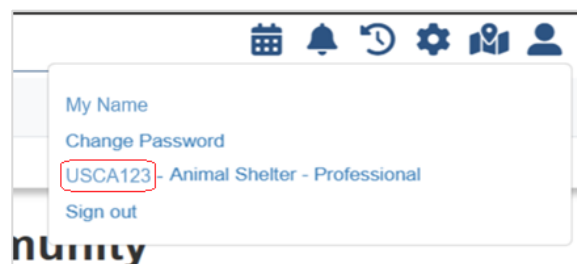 My Name
Change Password
USCA123 - Animal Shelter - Professional
Sign out
munity